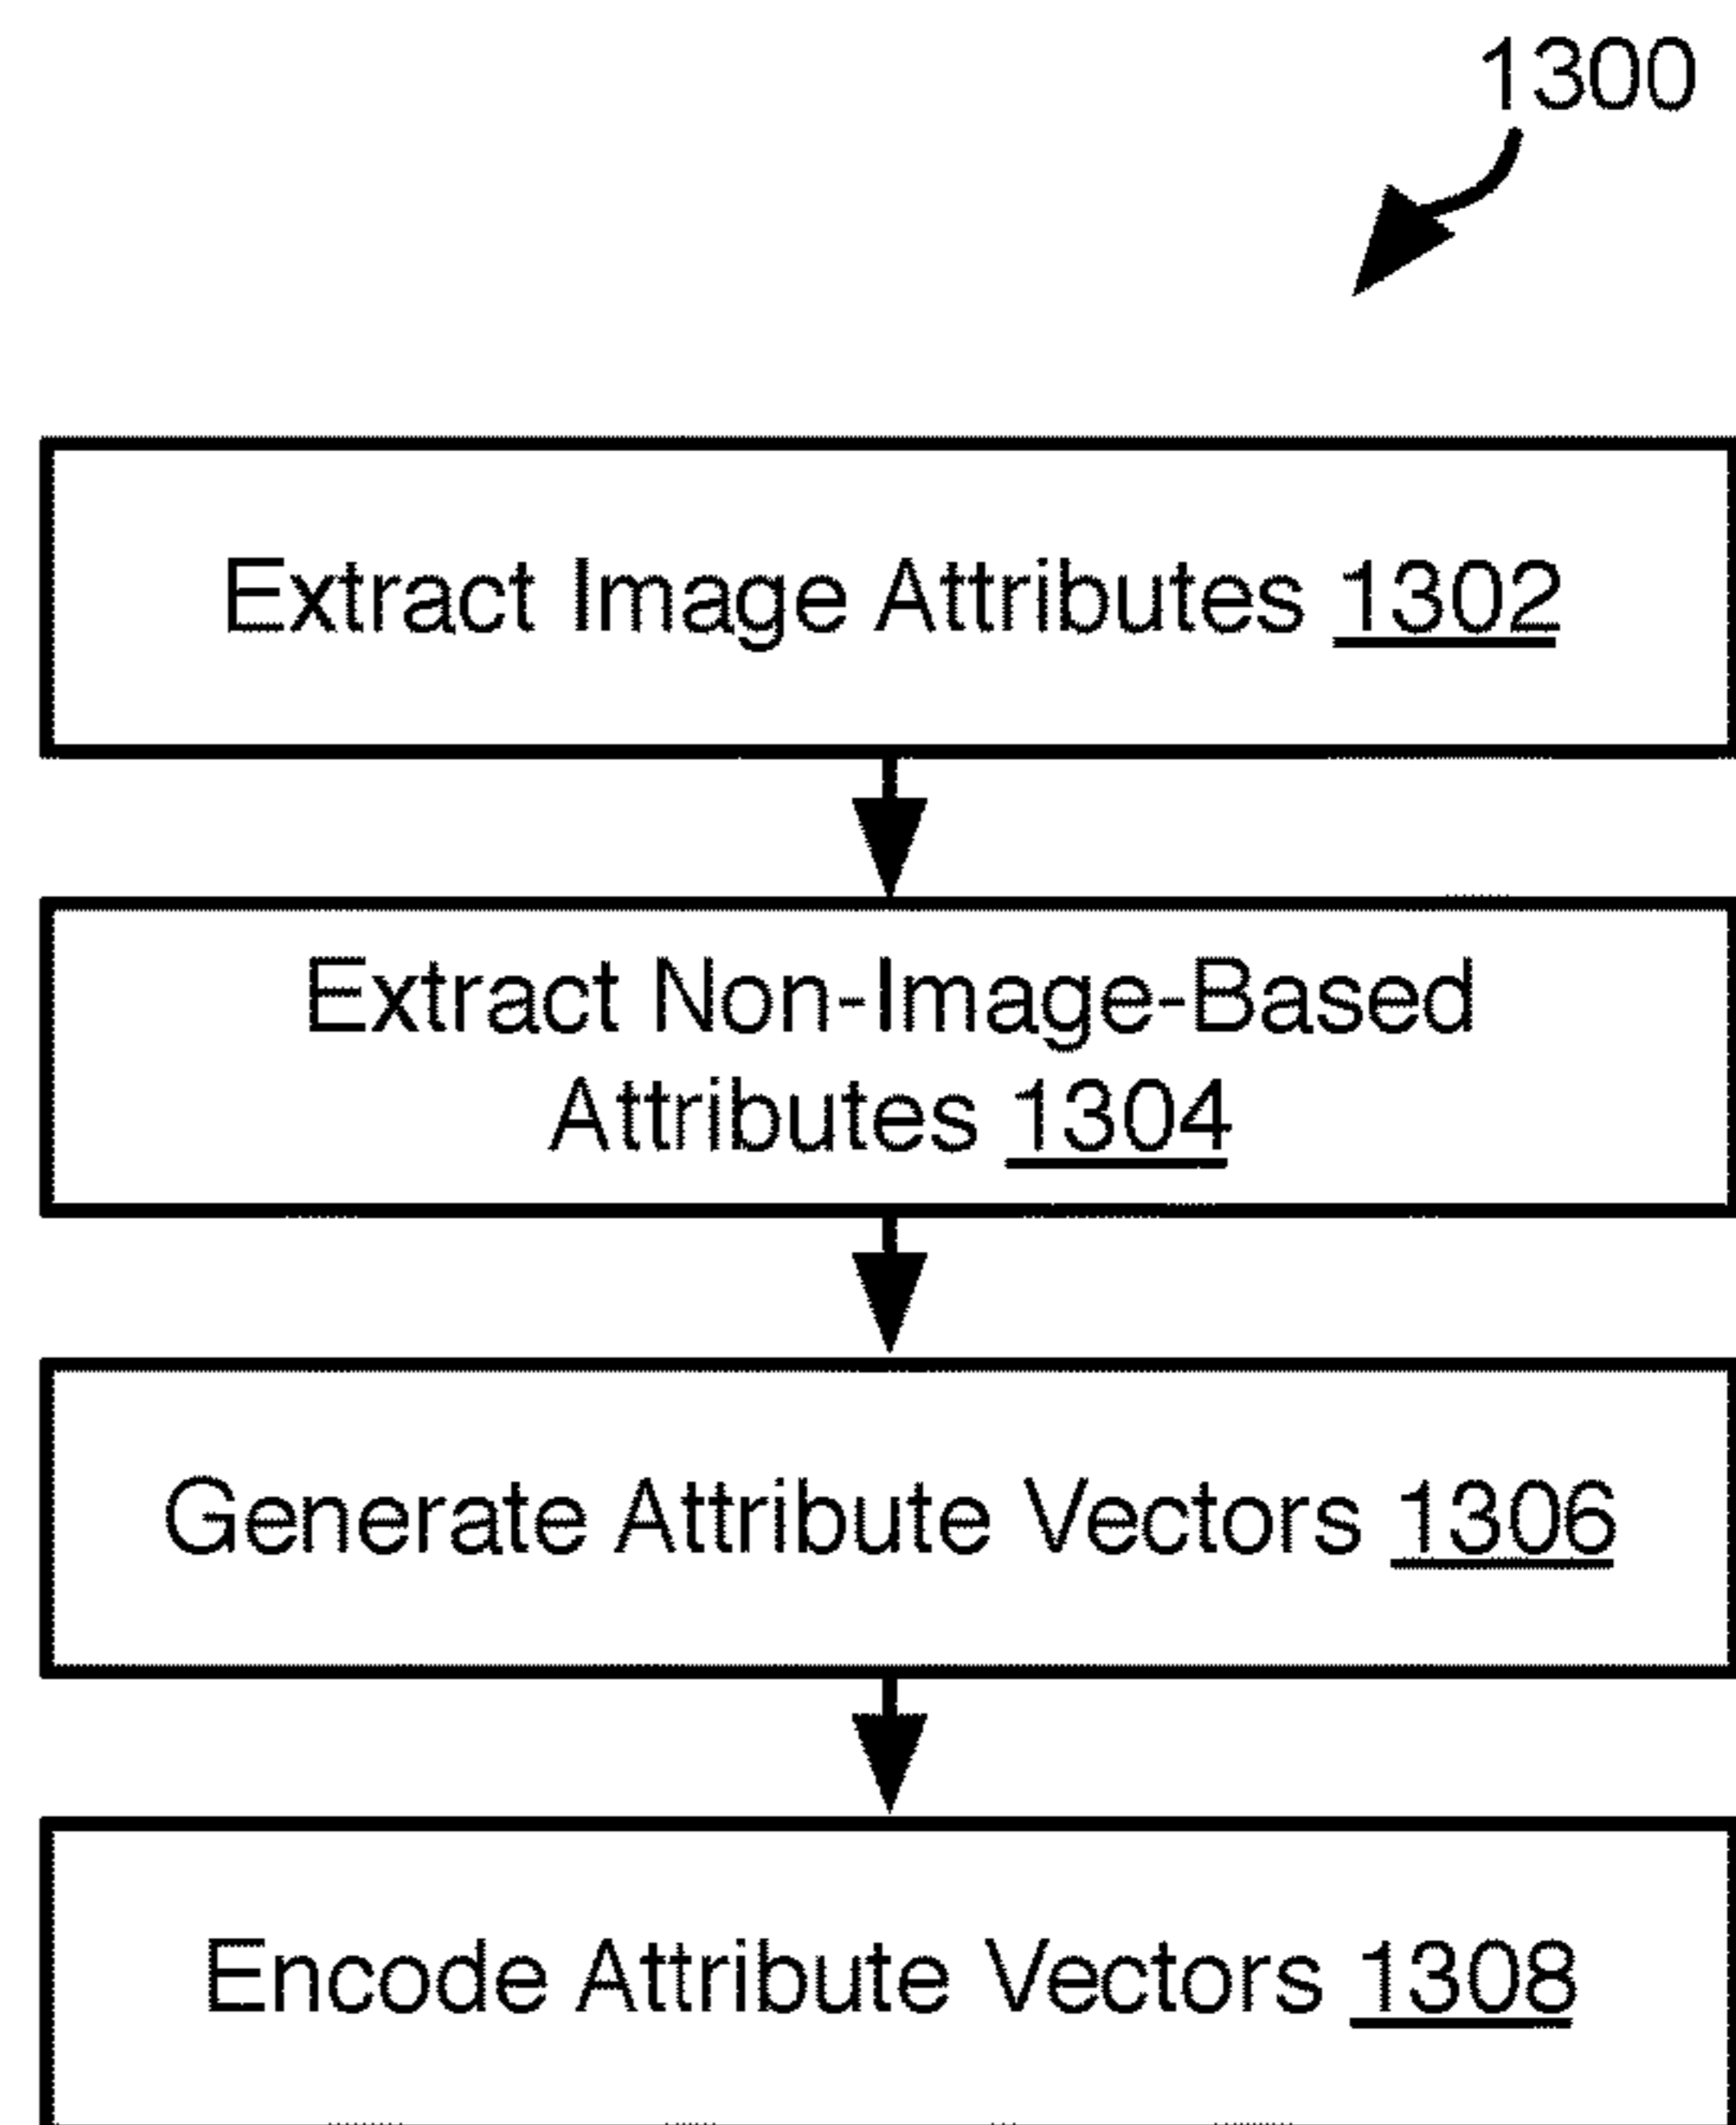 1300
Extract Image Attributes 1302
Extract Non-Image-Based
Attributes 1304
Generate Attribute Vectors 1306
Encode Attribute Vectors 1308